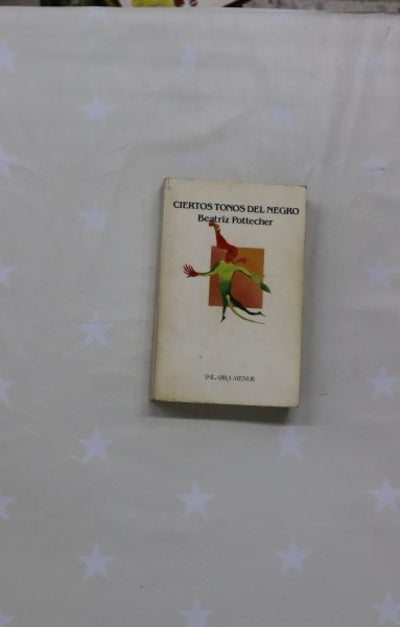 CIERTOS TONOS DEL NEGRO
Beatriz Pottecher
PALABRA MENOR